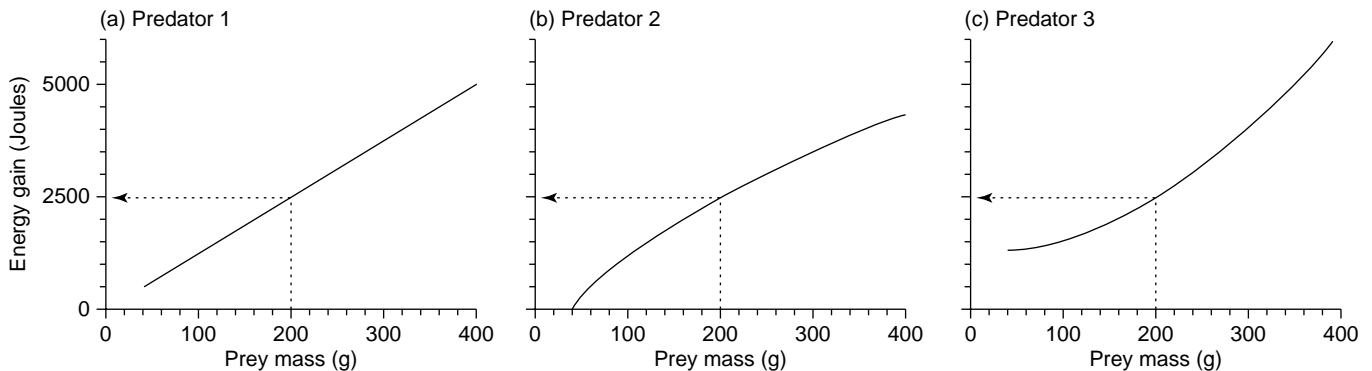 (a) Predator 1
(b) Predator 2
(c) Predator 3
Energy gain (Joules)
5000
2500
0
0 100 200 300 400
0 100 200 300 400
0 100 200 300 400
Prey mass (g)
Prey mass (g)
Prey mass (g)